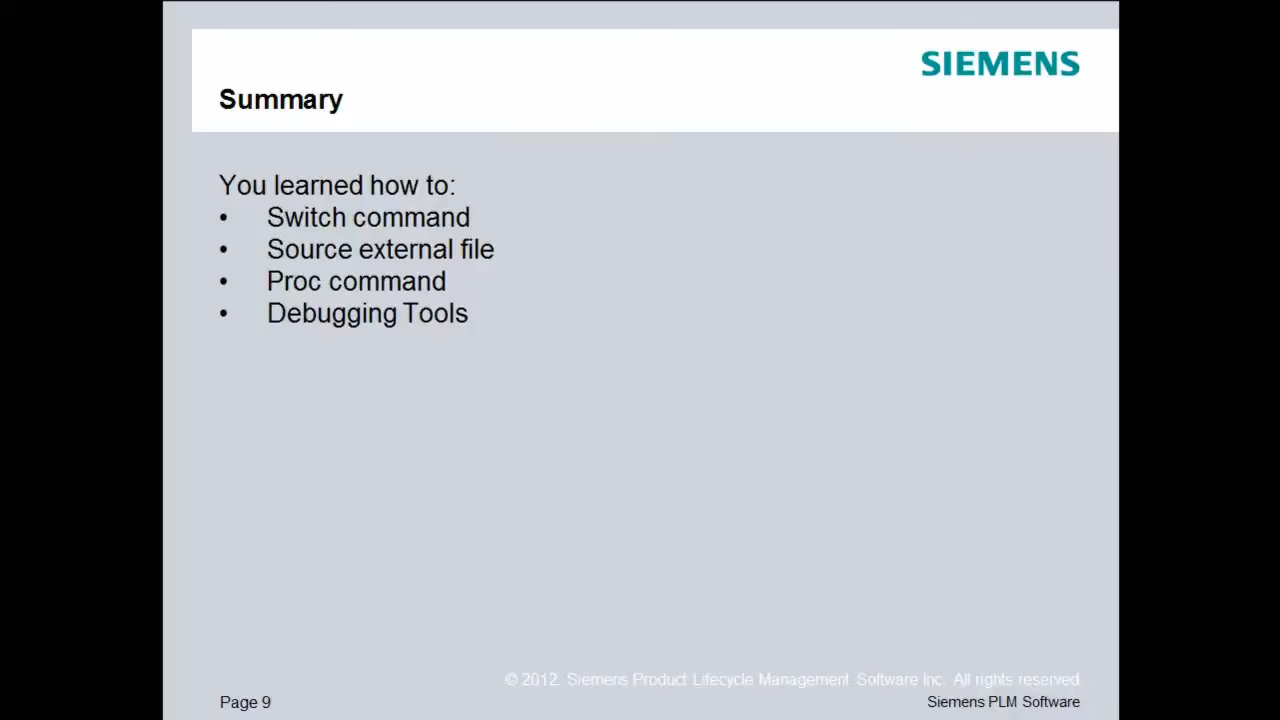 SIEMENS
Summary
You learned how to:
• Switch command
• Source external file
• Proc command
• Debugging Tools
© 2012. Siemens Product Lifecycle Management Software Inc. All rights reserved
Page 9
Siemens PLM Software